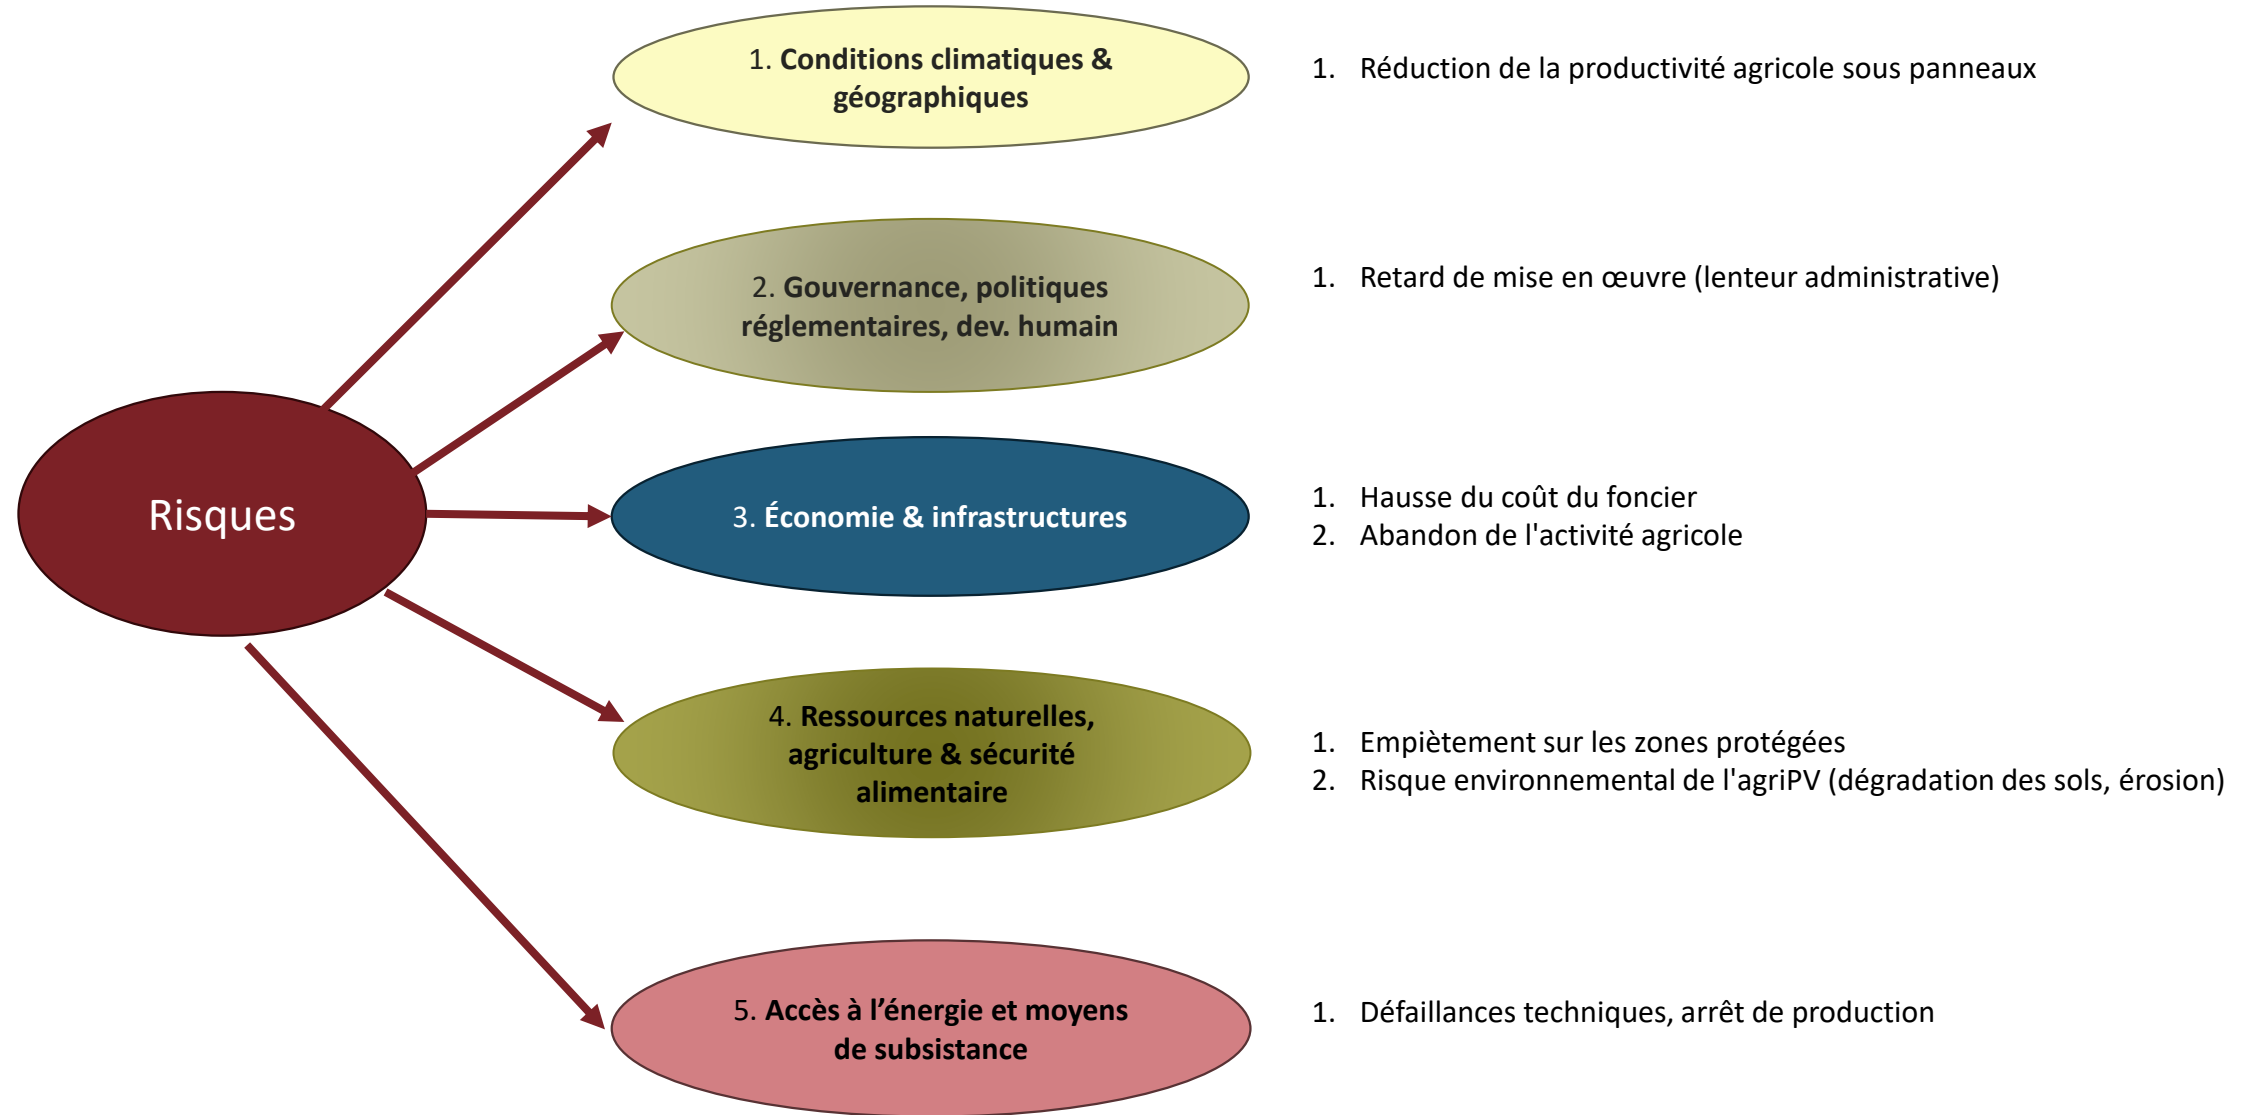 Risques
1. Conditions climatiques &
géographiques
1. Réduction de la productivité agricole sous panneaux
2. Gouvernance, politiques
réglementaires, dev. humain
1. Retard de mise en œuvre (lenteur administrative)
3. Économie & infrastructures
1. Hausse du coût du foncier
2. Abandon de l'activité agricole
4. Ressources naturelles,
agriculture & sécurité
alimentaire
1. Empiètement sur les zones protégées
2. Risque environnemental de l'agriPV (dégradation des sols, érosion)
5. Accès à l’énergie et moyens
de subsistance
1. Défaillances techniques, arrêt de production